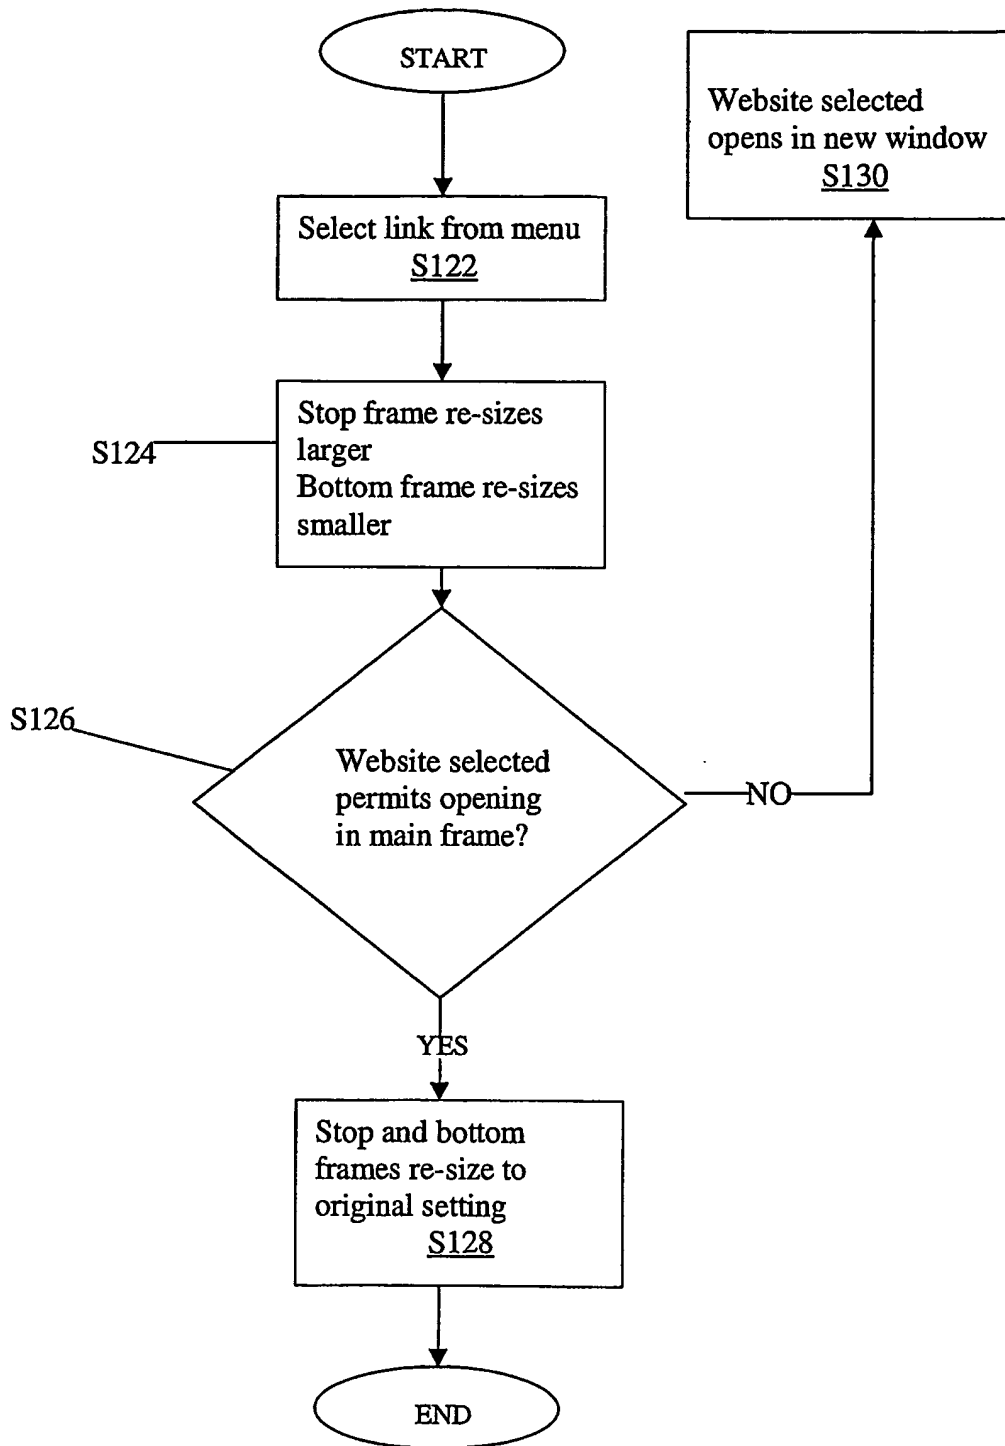 START
Website selected
opens in new window
S130
Select link from menu
S122
S124
Stop frame re-sizes
larger
Bottom frame re-sizes
smaller
S126
Website selected
permits opening
in main frame?
NO
YES
Stop and bottom
frames re-size to
original setting
S128
END